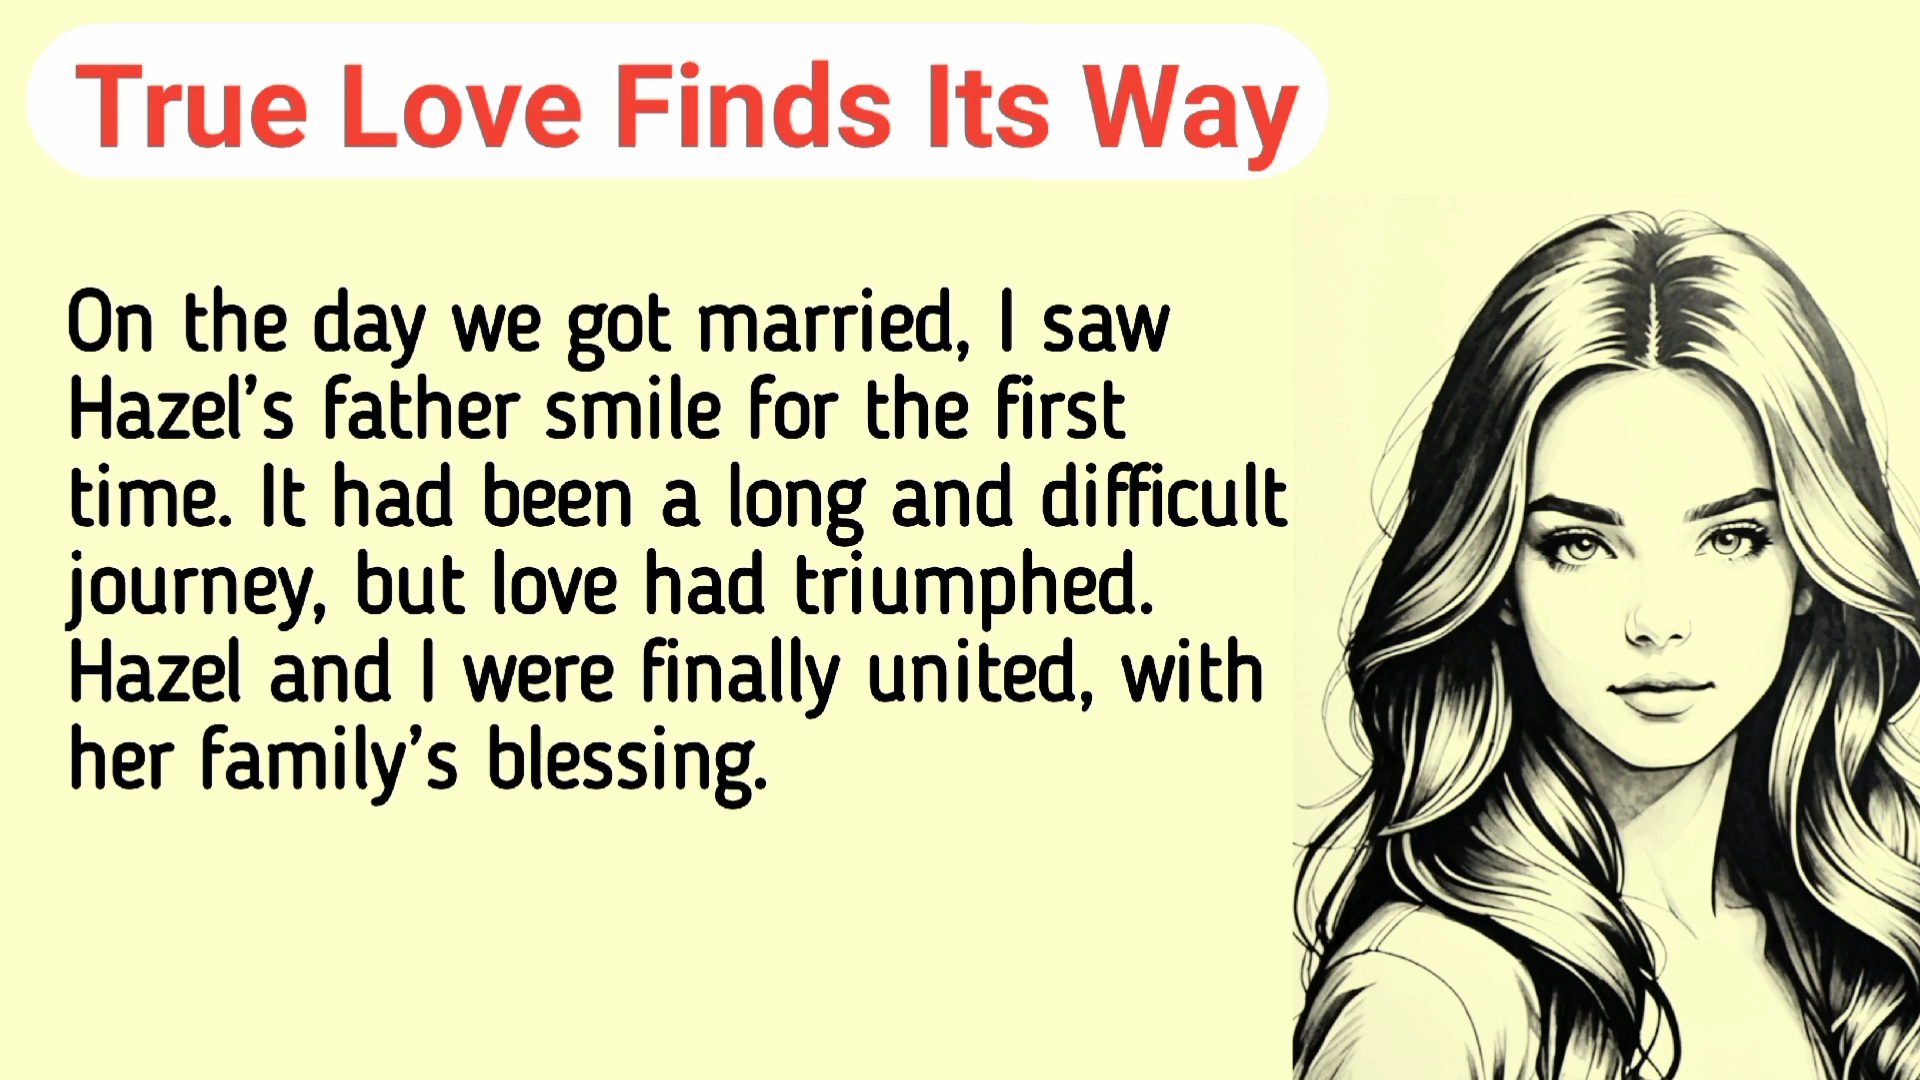 True Love Finds Its Way
On the day we got married, I saw
Hazel’s father smile for the first
time. It had been a long and difficult
journey, but love had triumphed.
Hazel and I were finally united, with
her family’s blessing.